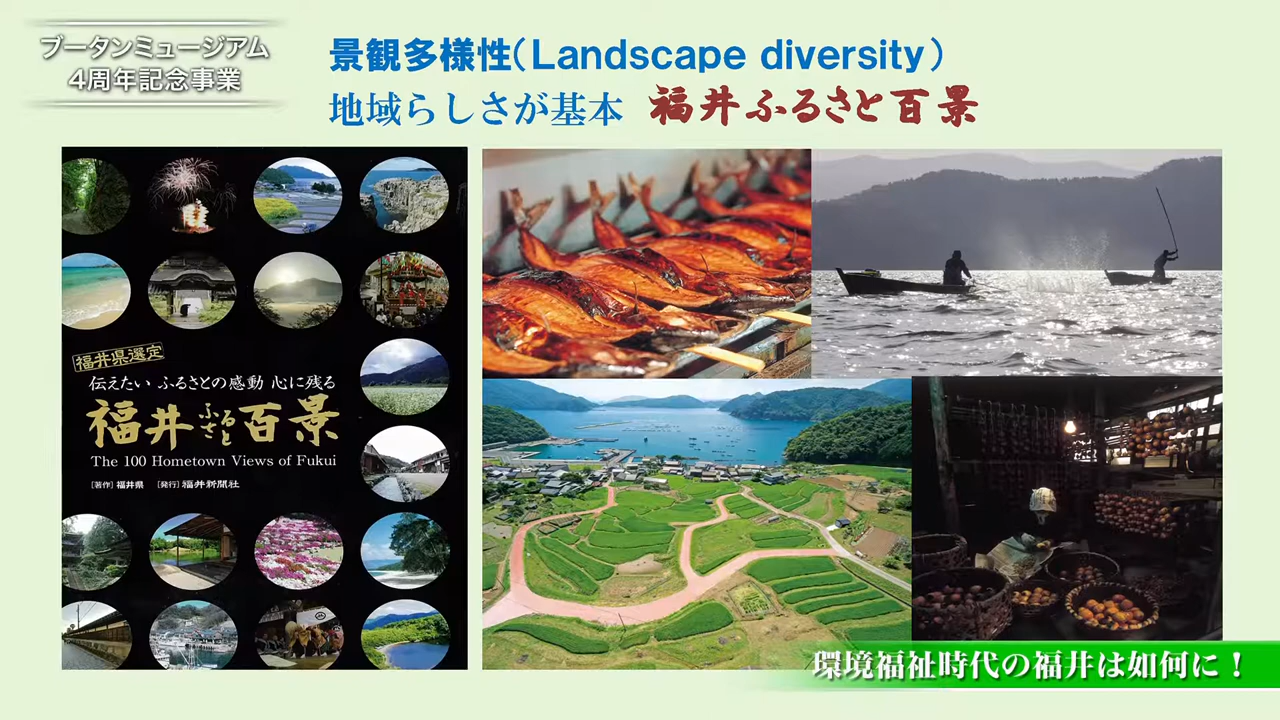 ブータンミュージアム
4周年記念事業
景観多様性(Landscape diversity)
地域らしさが基本 福井ふるさと百景
福井県選定
伝えたい ふるさとの感動 心に残る
福井ふるさと百景
The 100 Hometown Views of Fukui
[著作] 福井県 [発行] 福井新聞社
環境福祉時代の福井は如何に！